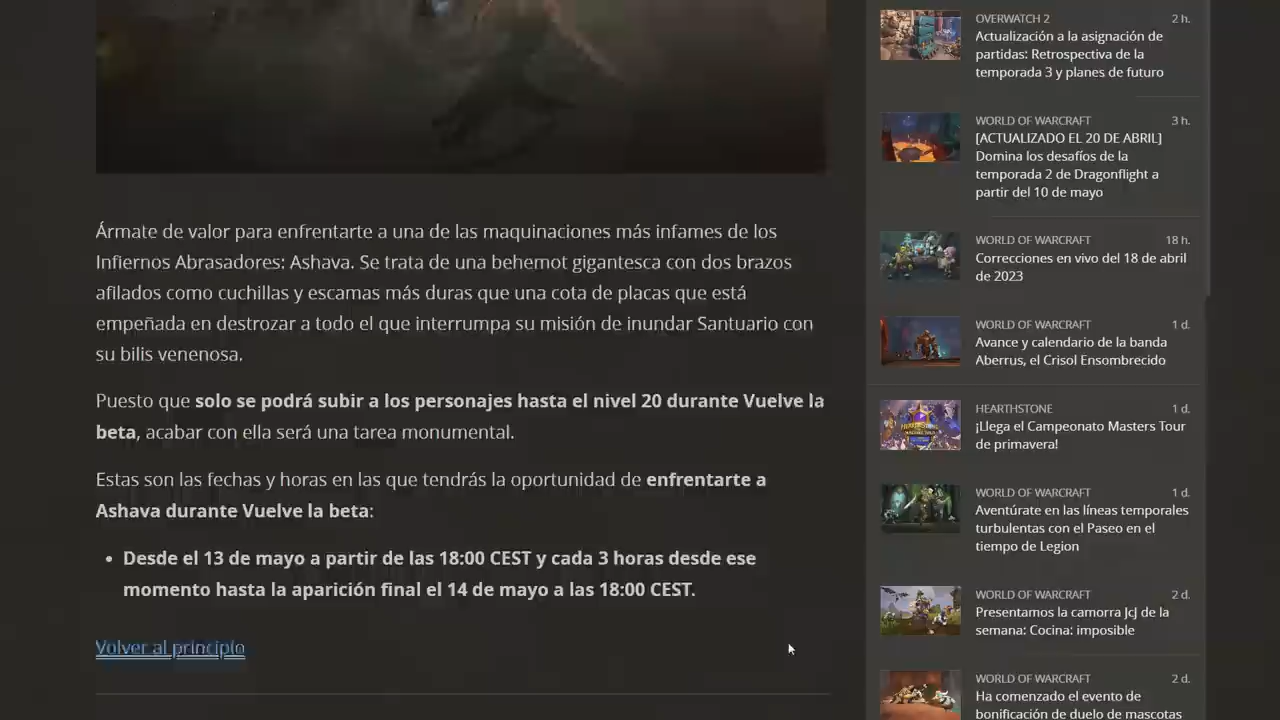 Ármate de valor para enfrentarte a una de las maquinaciones más infames de los
Infiernos Abrasadores: Ashava. Se trata de una behemot gigantesca con dos brazos
afilados como cuchillas y escamas más duras que una cota de placas que está
empeñada en destrozar a todo el que interrumpa su misión de inundar Santuario con
su bilis venenosa.
Puesto que solo se podrá subir a los personajes hasta el nivel 20 durante Vuelve la
beta, acabar con ella será una tarea monumental.
Estas son las fechas y horas en las que tendrás la oportunidad de enfrentarte a
Ashava durante Vuelve la beta:
• Desde el 13 de mayo a partir de las 18:00 CEST y cada 3 horas desde ese
momento hasta la aparición final el 14 de mayo a las 18:00 CEST.
Volver al principio
OVERWATCH 2 2 h.
Actualización a la asignación de
partidas: Retrospectiva de la
temporada 3 y planes de futuro
WORLD OF WARCRAFT 3 h.
[ACTUALIZADO EL 20 DE ABRIL]
Domina los desafíos de la
temporada 2 de Dragonflight a
partir del 10 de mayo
WORLD OF WARCRAFT 18 h.
Correcciones en vivo del 18 de abril
de 2023
WORLD OF WARCRAFT 1 d.
Avance y calendario de la banda
Aberrus, el Crisol Ensombrecido
HEARTHSTONE 1 d.
¡Llega el Campeonato Masters Tour
de primavera!
WORLD OF WARCRAFT 1 d.
Aventúrate en las líneas temporales
turbulentas con el Paseo en el
tiempo de Legion
WORLD OF WARCRAFT 2 d.
Presentamos la camorra JcJ de la
semana: Cocina: imposible
WORLD OF WARCRAFT 2 d.
Ha comenzado el evento de
bonificación de duelo de mascotas